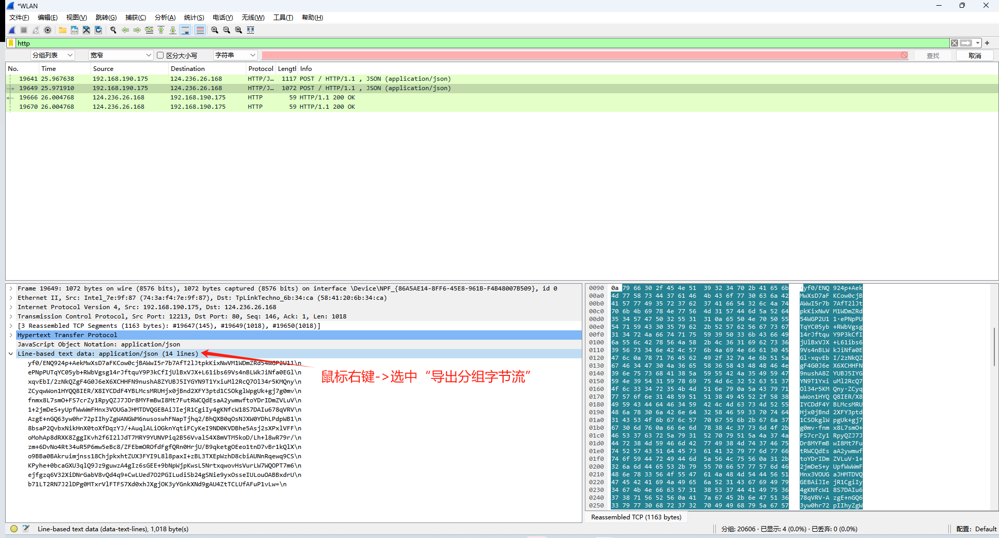 *WLAN
文件(F) 编辑(E) 视图(V) 跳转(G) 捕获(C) 分析(A) 统计(S) 电话(Y) 无线(W) 工具(T) 帮助(H)
http
分组列表 宽窄 区分大小写 字符串 查找 取消
No. Time Source Destination Protocol Lengtl Info
19641 25.967638 192.168.190.175 124.236.26.168 HTTP/J… 1117 POST / HTTP/1.1 , JSON (application/json)
19649 25.971910 192.168.190.175 124.236.26.168 HTTP/J… 1072 POST / HTTP/1.1 , JSON (application/json)
19666 26.004768 124.236.26.168 192.168.190.175 HTTP 59 HTTP/1.1 200 OK
19670 26.004768 124.236.26.168 192.168.190.175 HTTP 59 HTTP/1.1 200 OK
Frame 19649: 1072 bytes on wire (8576 bits), 1072 bytes captured (8576 bits) on interface \Device\NPF_{86A5AE14-8FF6-45E8-961B-F4B48007B509}, id 0
Ethernet II, Src: Intel_7e:9f:87 (74:3a:f4:7e:9f:87), Dst: TpLinkTechno_6b:34:ca (58:41:20:6b:34:ca)
Internet Protocol Version 4, Src: 192.168.190.175, Dst: 124.236.26.168
Transmission Control Protocol, Src Port: 12213, Dst Port: 80, Seq: 146, Ack: 1, Len: 1018
[3 Reassembled TCP Segments (1163 bytes): #19647(145), #19649(1018), #19650(1018)]
Hypertext Transfer Protocol
JavaScript Object Notation: application/json
Line-based text data: application/json (14 lines)
yf0/ENQ924p+AekMwXsD7aFKCow0cjBAWwI5r7b7AfT2lJtpkKixNwVM1WDmZRd54WGP2U11\n
ePNpPUTqYC05yb+RWbVgsg14rJftquY9P3kCfIjUlBxVJX+L61ibs69Vs4nBLWkJiNfa0EGl\n
xqvEbI/2zNkQZgF4G0J6eX6XCHHFN9nushA8ZYUBJ5IYGYN9T1YxiuMl2RcQ7Ol34r5KMQny\n
ZCyqwWon1HYQQ8IER/X8IYCDdF4YBLMcsMRUHjx0jBnd2XFY3ptd1CSOkglWpgUk+gj7g0mv\n
fnmx8L7smO+FS7crZy1RpyQZJ7JDr8MYFmBwI8Mt7FutRWCQdEsaA2ywmwftoYDrIDmZVLuV\n
1+2jmDeS+yUpfWwWmFHnx3VOUGaJHMTDVQGEBAiJIejR1CgiIy4gKNfcW18S7DAIu678qVRV\n
AzgE+nGQ63yw0hr72pIIhyZgWANGWM6nusoswhFNapTjhq2/BhQXB0qOsNJXW0YDhLPdpWB1\n
8bsaP2QvbxNikHnX0toXfDqzYJ/+AuqlALiOGknYqtiFCyKeI9ND0KVDBhe5Asj2sXPxlVFF\n
oMohAp8dRXK8ZggIKvh2f6I2lJdT7MRY9YUNVPiq2B56VvalS4X8mVTM5koD/Lh+l8wR79r/\n
zm+6DvNo4Rt34uR5P6mw5eBc8/ZFEbmOROfdFgfQRn0HrjU/B9qketgOEeo1tnD7vBr1kQlX\n
o9BBa0BAkruimjnss18ChjpkxhtZUX3FYI9L8l8paxI+zBL3TXEpWzhD8cbiAUNnRqewq9CS\n
KPyhe+0bcaGXU3qlQ9Jz9guwzA4gIz6sGEE+9bNpWjpKwsL5NrtxqwovHsVurLW7WQOPT7m6\n
ejfgzq6V32XiDNrGabV8vQd4q9+CwLUed7O2PGILudiSb24gSNie9yxOsseIULouOABBxdrU\n
b71LT2RN7J2lDPg0MTxrVlFTFS7Xd0xhJXgjOK3yYGnkXNd9gAU4ZtTCLUfAFuP1vLw=\n
鼠标右键->选中“导出分组字节流”
0090 0a 79 66 30 2f 45 4e 51 39 32 34 70 2b 41 65 6b ·yf0/ENQ 924p+Aek
00a0 4d 77 58 73 44 37 61 46 4b 43 6f 77 30 63 6a 42 MwXsD7aF KCow0cjB
00b0 41 57 77 49 35 72 37 62 37 41 66 54 32 6c 4a 74 AWwI5r7b 7AfT2lJt
00c0 70 6b 4b 69 78 4e 77 56 4d 31 57 44 6d 5a 52 64 pkKixNwV M1WDmZRd
00d0 35 34 57 47 50 32 55 31 31 0a 65 50 4e 70 50 55 54WGP2U1 1·ePNpPU
00e0 54 71 59 43 30 35 79 62 2b 52 57 62 56 67 73 67 TqYC05yb +RWbVgsg
00f0 31 34 72 4a 66 74 71 75 59 39 50 33 6b 43 66 49 14rJftqu Y9P3kCfI
0100 6a 55 6c 42 78 56 4a 58 2b 4c 36 31 69 62 73 36 jUlBxVJX +L61ibs6
0110 39 56 73 34 6e 42 4c 57 6b 4a 69 4e 66 61 30 45 9Vs4nBLW kJiNfa0E
0120 47 6c 0a 78 71 76 45 62 49 2f 32 7a 4e 6b 51 5a Gl·xqvEb I/2zNkQZ
0130 67 46 34 47 30 4a 36 65 58 36 58 43 48 48 46 4e gF4G0J6e X6XCHHFN
0140 39 6e 75 73 68 41 38 5a 59 55 42 4a 35 49 59 47 9nushA8Z YUBJ5IYG
0150 59 4e 39 54 31 59 78 69 75 4d 6c 32 52 63 51 37 YN9T1Yxi uMl2RcQ7
0160 4f 6c 33 34 72 35 4b 4d 51 6e 79 0a 5a 43 79 71 Ol34r5KM Qny·ZCyq
0170 77 57 6f 6e 31 48 59 51 51 38 49 45 52 2f 58 38 wWon1HYQ Q8IER/X8
0180 49 59 43 44 64 46 34 59 42 4c 4d 63 73 4d 52 55 IYCDdF4Y BLMcsMRU
0190 48 6a 78 30 6a 42 6e 64 32 58 46 59 33 70 74 64 Hjx0jBnd 2XFY3ptd
01a0 31 43 53 4f 6b 67 6c 57 70 67 55 6b 2b 67 6a 37 1CSOkglW pgUk+gj7
01b0 67 30 6d 76 0a 66 6e 6d 78 38 4c 37 73 6d 4f 2b g0mv·fnm x8L7smO+
01c0 46 53 37 63 72 5a 79 31 52 70 79 51 5a 4a 37 4a FS7crZy1 RpyQZJ7J
01d0 44 72 38 4d 59 46 6d 42 77 49 38 4d 74 37 46 75 Dr8MYFmB wI8Mt7Fu
01e0 74 52 57 43 51 64 45 73 61 41 32 79 77 6d 77 66 tRWCQdEs aA2ywmwf
01f0 74 6f 59 44 72 49 44 6d 5a 56 4c 75 56 0a 31 2b toYDrIDm ZVLuV·1+
0200 32 6a 6d 44 65 53 2b 79 55 70 66 57 77 57 6d 46 2jmDeS+y UpfWwWmF
0210 48 6e 78 33 56 4f 55 47 61 4a 48 4d 54 44 56 51 Hnx3VOUG aJHMTDVQ
0220 47 45 42 41 69 4a 49 65 6a 52 31 43 67 69 49 79 GEBAiJIe jR1CgiIy
0230 34 67 4b 4e 66 63 57 31 38 53 37 44 41 49 75 36 4gKNfcW1 8S7DAIu6
0240 37 38 71 56 52 56 0a 41 7a 67 45 2b 6e 47 51 36 78qVRV·A zgE+nGQ6
0250 33 79 77 30 68 72 37 32 70 49 49 68 79 5a 67 57 3yw0hr72 pIIhyZgW
Reassembled TCP (1163 bytes)
Line-based text data (data-text-lines), 1,018 byte(s) 分组: 20606 · 已显示: 4 (0.0%) · 已丢弃: 0 (0.0%) 配置: Default